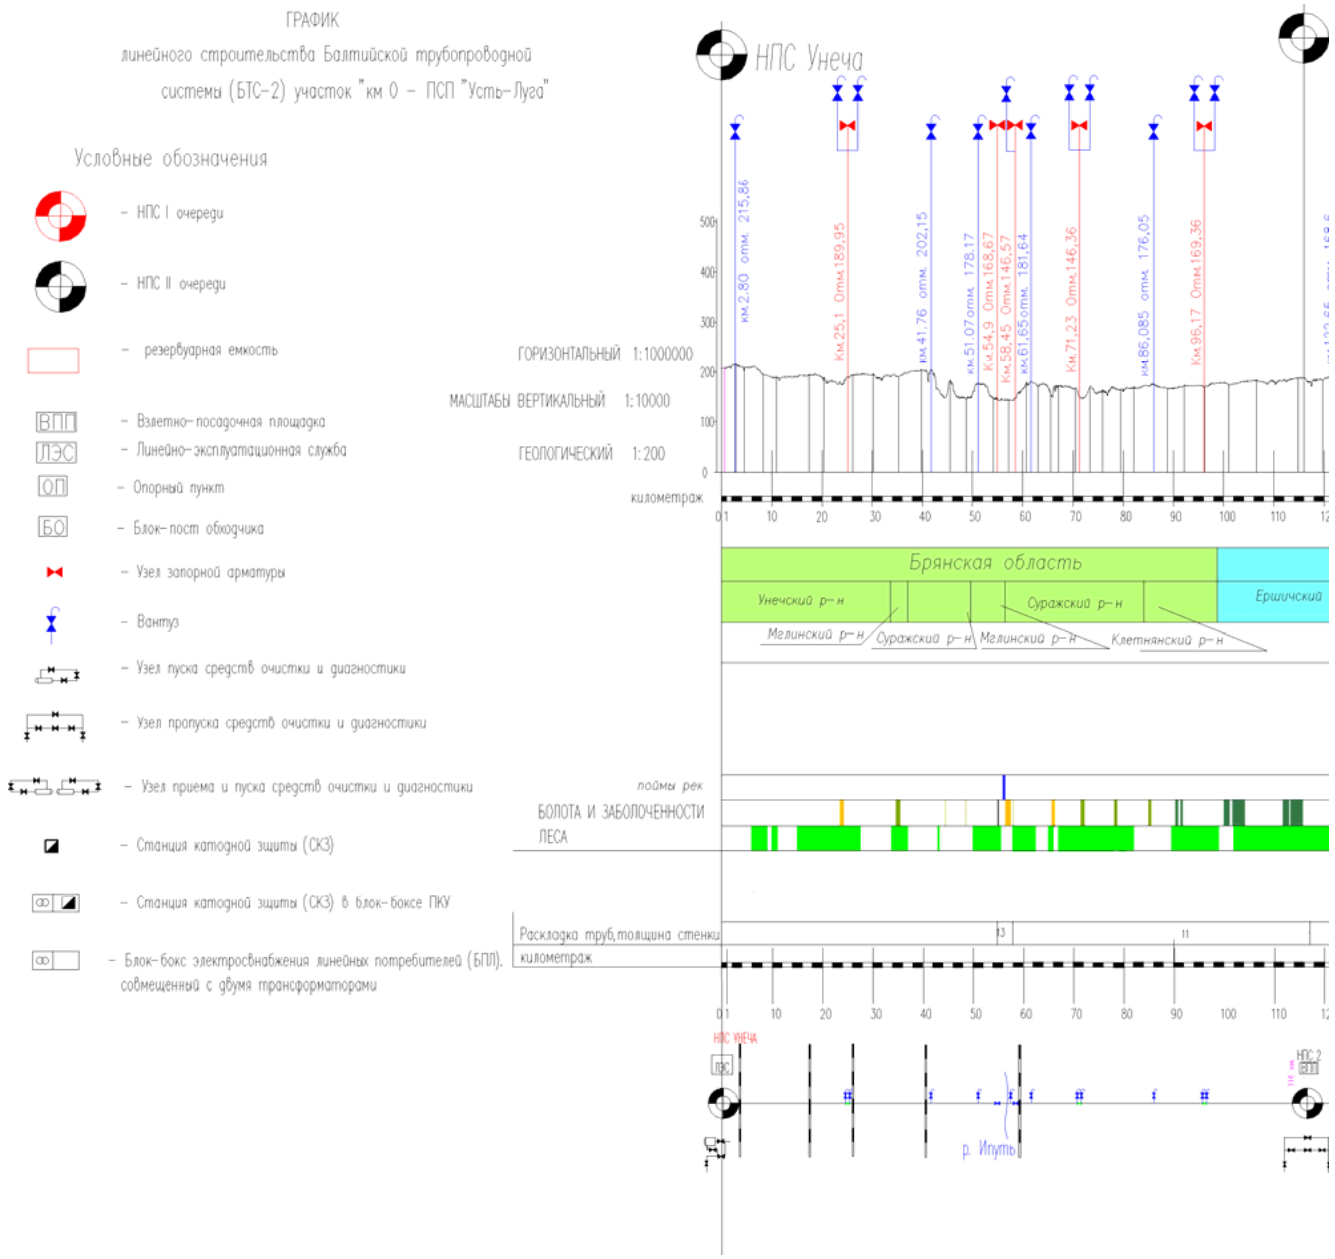 ГРАФИК
линейного строительства Балтийской трубопроводной
системы (БТС-2) участок "км 0 - ПСП "Усть-Луга"
Условные обозначения
- НПС I очереди
- НПС II очереди
- резервуарная емкость
ВПП - Взлетно-посадочная площадка
ЛЭС - Линейно-эксплуатационная служба
ОП - Опорный пункт
БО - Блок-пост обходчика
- Узел запорной арматуры
- Вантуз
- Узел пуска средств очистки и диагностики
- Узел пропуска средств очистки и диагностики
- Узел приема и пуска средств очистки и диагностики
- Станция катодной защиты (СКЗ)
- Станция катодной защиты (СКЗ) в блок-боксе ПКУ
- Блок-бокс электроснабжения линейных потребителей (БПЛ),
совмещенный с двумя трансформаторами
НПС Унеча
км.2.80 отм. 215,86
Км.25,1 Отм.189,95
км.41,76 отм. 202,15
км.51.07отм. 178.17
Км.54,9 Отм.168,67
Км.58,45 Отм.146,57
км.61,65отм. 181,64
Км.71,23 Отм.146,36
км.86,085 отм. 176,05
Км.96,17 Отм.169,36
500
400
300
200
100
0
ГОРИЗОНТАЛЬНЫЙ 1:1000000
МАСШТАБЫ ВЕРТИКАЛЬНЫЙ 1:10000
ГЕОЛОГИЧЕСКИЙ 1:200
километраж
0 1 10 20 30 40 50 60 70 80 90 100 110 12
Брянская область
Унечский р-н
Суражский р-н
Ершичский
Мглинский р-н
Суражский р-н
Мглинский р-н
Клетнянский р-н
поймы рек
БОЛОТА И ЗАБОЛОЧЕННОСТИ
ЛЕСА
Раскладка труб,толщина стенки
13
11
километраж
0 1 10 20 30 40 50 60 70 80 90 100 110 12
НПС УНЕЧА
ЛЭС
НПС 2
ВПП
р. Ипуть